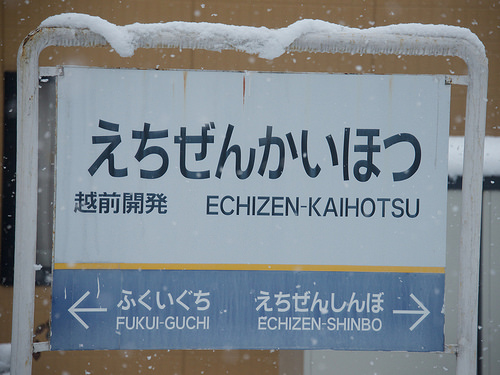 えちぜんかいほつ
越前開発 ECHIZEN-KAIHOTSU
← ふくいぐち えちぜんしんぼ →
FUKUI-GUCHI ECHIZEN-SHINBO